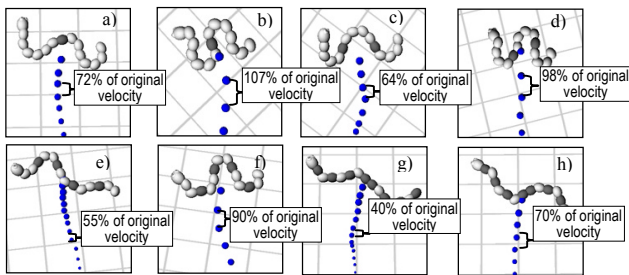 a)
72% of original
velocity
b)
107% of original
velocity
c)
64% of original
velocity
d)
98% of original
velocity
e)
55% of original
velocity
f)
90% of original
velocity
g)
40% of original
velocity
h)
70% of original
velocity